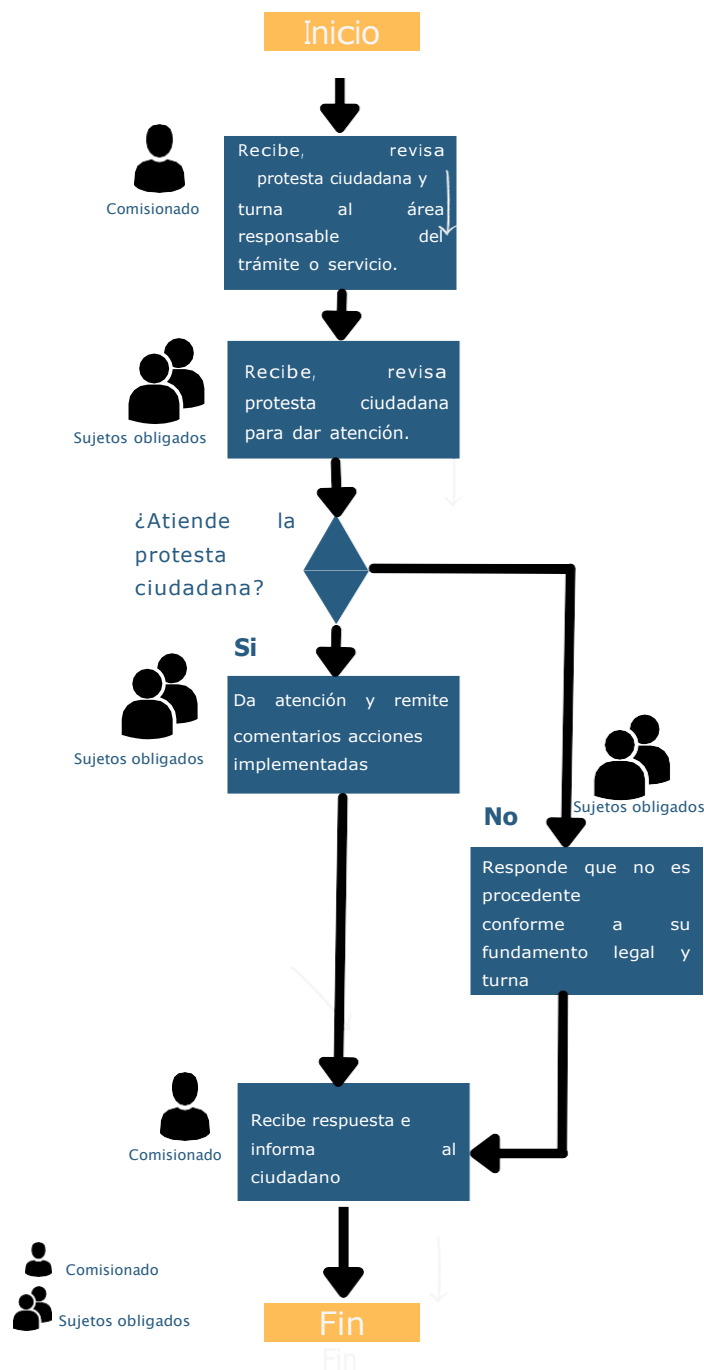 Inicio
Recibe, revisa
protesta ciudadana y
turna al área
responsable del
trámite o servicio.
Comisionado
Recibe, revisa
protesta ciudadana
para dar atención.
Sujetos obligados
¿Atiende la
protesta
ciudadana?
Si
Da atención y remite
comentarios acciones
implementadas
Sujetos obligados
Sujetos obligados
No
Responde que no es
procedente
conforme a su
fundamento legal y
turna
Recibe respuesta e
informa al
ciudadano
Comisionado
Comisionado
Sujetos obligados
Fin
Fin